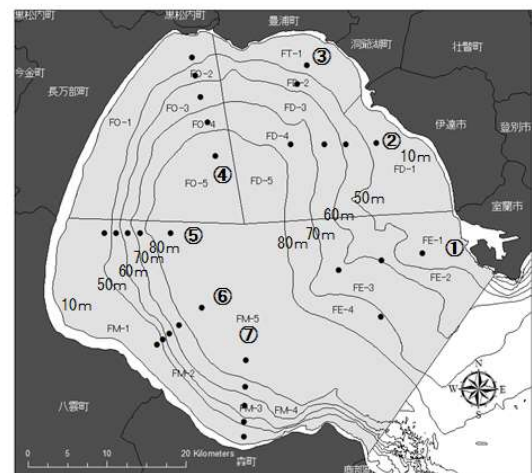 黒松内町
黒松内町
豊浦町
洞爺湖町
壮瞥町
今金町
長万部町
伊達市
登別市
室蘭市
八雲町
森町
FT-1
③
FO-3
FO-1
FD-3
FO-4
FD-4
②
10m
FD-1
④
FO-5
FD-5
50m
60m
70m
80m
⑤
80m
70m
60m
50m
10m
FE-1
①
FE-2
FE-3
FE-4
⑥
FM-5
FM-1
⑦
FM-2
FM-3
FM-4
N
W
E
S
0
5
10
20 Kilometers